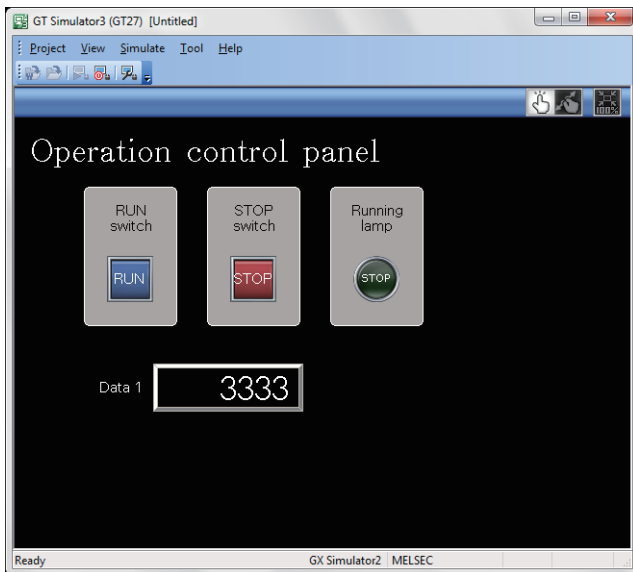 GT Simulator3 (GT27) [Untitled]
Project View Simulate Tool Help
100%
Operation control panel
RUN
switch
RUN
STOP
switch
STOP
Running
lamp
STOP
Data 1 3333
Ready GX Simulator2 MELSEC